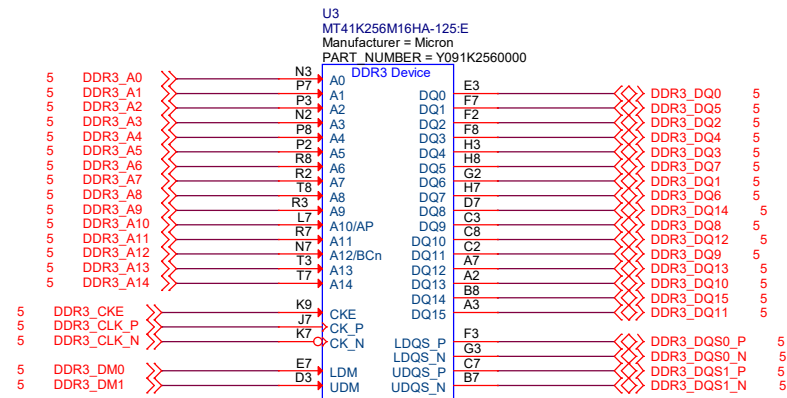 U3
MT41K256M16HA-125:E
Manufacturer = Micron
PART_NUMBER = Y091K2560000
DDR3 Device
5 DDR3_A0 N3 A0
5 DDR3_A1 P7 A1
5 DDR3_A2 P3 A2
5 DDR3_A3 N2 A3
5 DDR3_A4 P8 A4
5 DDR3_A5 P2 A5
5 DDR3_A6 R8 A6
5 DDR3_A7 R2 A7
5 DDR3_A8 T8 A8
5 DDR3_A9 R3 A9
5 DDR3_A10 L7 A10/AP
5 DDR3_A11 R7 A11
5 DDR3_A12 N7 A12/BCn
5 DDR3_A13 T3 A13
5 DDR3_A14 T7 A14
5 DDR3_CKE K9 CKE
5 DDR3_CLK_P J7 CK_P
5 DDR3_CLK_N K7 CK_N
5 DDR3_DM0 E7 LDM
5 DDR3_DM1 D3 UDM
DQ0 E3 DDR3_DQ0 5
DQ1 F7 DDR3_DQ5 5
DQ2 F2 DDR3_DQ2 5
DQ3 F8 DDR3_DQ4 5
DQ4 H3 DDR3_DQ3 5
DQ5 H8 DDR3_DQ7 5
DQ6 G2 DDR3_DQ1 5
DQ7 H7 DDR3_DQ6 5
DQ8 D7 DDR3_DQ14 5
DQ9 C3 DDR3_DQ8 5
DQ10 C8 DDR3_DQ12 5
DQ11 C2 DDR3_DQ9 5
DQ12 A7 DDR3_DQ13 5
DQ13 A2 DDR3_DQ10 5
DQ14 B8 DDR3_DQ15 5
DQ15 A3 DDR3_DQ11 5
LDQS_P F3 DDR3_DQS0_P 5
LDQS_N G3 DDR3_DQS0_N 5
UDQS_P C7 DDR3_DQS1_P 5
UDQS_N B7 DDR3_DQS1_N 5